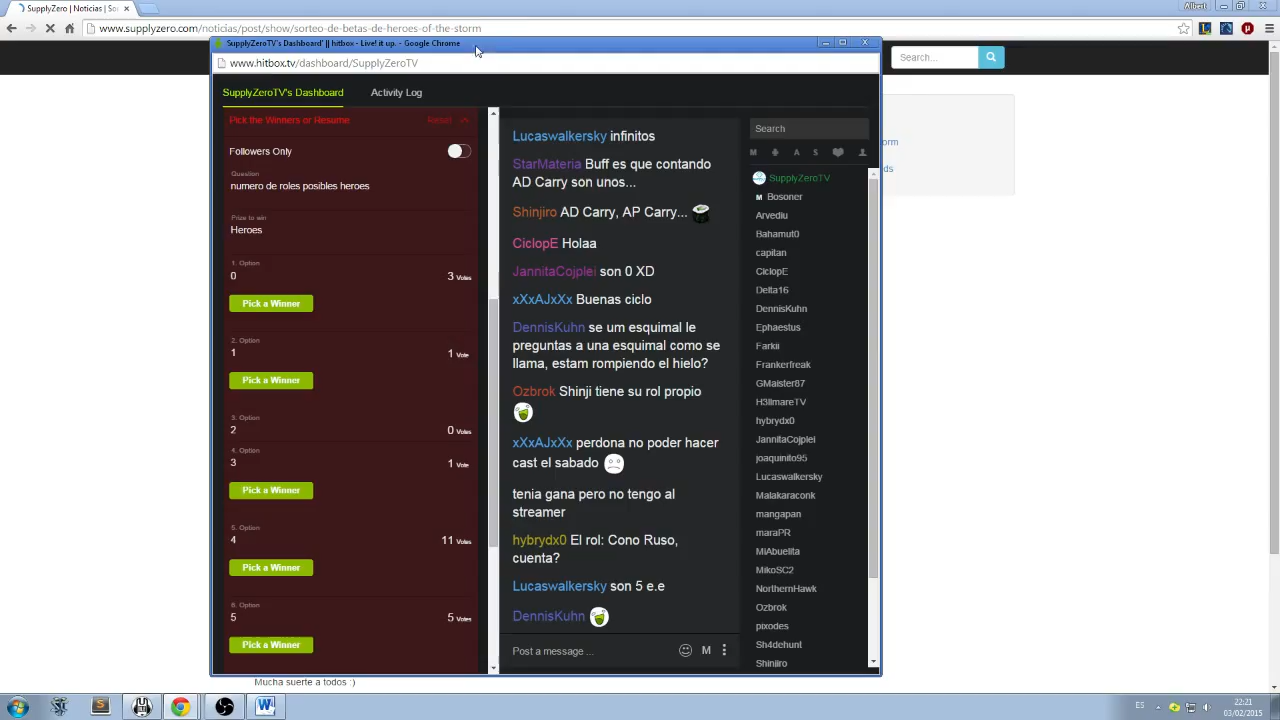 SupplyZero | Noticias | So
Alfredo
www.supplyzero.com/noticias/post/show/sorteo-de-betas-de-heroes-of-the-storm
SupplyZeroTV's Dashboard' || hitbox - Live! it up. - Google Chrome
www.hitbox.tv/dashboard/SupplyZeroTV
Search...
SupplyZeroTV's Dashboard
Activity Log
Pick the Winners or Resume
Reset
Followers Only
Question
numero de roles posibles heroes
Prize to win
Heroes
1. Option
0
3 Votes
Pick a Winner
2. Option
1
1 Vote
Pick a Winner
3. Option
2
0 Votes
4. Option
3
1 Vote
Pick a Winner
5. Option
4
11 Votes
Pick a Winner
6. Option
5
5 Votes
Pick a Winner
Lucaswalkersky infinitos
StarMateria Buff es que contando
AD Carry son unos...
Shinjiro AD Carry, AP Carry...
CiclopE Holaa
JannitaCojplei son 0 XD
xXxAJxXx Buenas ciclo
DennisKuhn se um esquimal le
preguntas a una esquimal como se
llama, estam rompiendo el hielo?
Ozbrok Shinji tiene su rol propio
xXxAJxXx perdona no poder hacer
cast el sabado
tenia gana pero no tengo al
streamer
hybrydx0 El rol: Cono Ruso,
cuenta?
Lucaswalkersky son 5 e.e
DennisKuhn
Post a message ...
M
Search
M
A
S
SupplyZeroTV
M Bosoner
Arvediu
Bahamut0
capitan
CiclopE
Delta16
DennisKuhn
Ephaestus
Farkii
Frankerfreak
GMaister87
H3llmareTV
hybrydx0
JannitaCojplei
joaquinito95
Lucaswalkersky
Malakaraconk
mangapan
maraPR
MiAbuelita
MikoSC2
NorthernHawk
Ozbrok
pixodes
Sh4dehunt
Shinjiro
orm
ds
Mucha suerte a todos :)
ES
22:21
03/02/2015